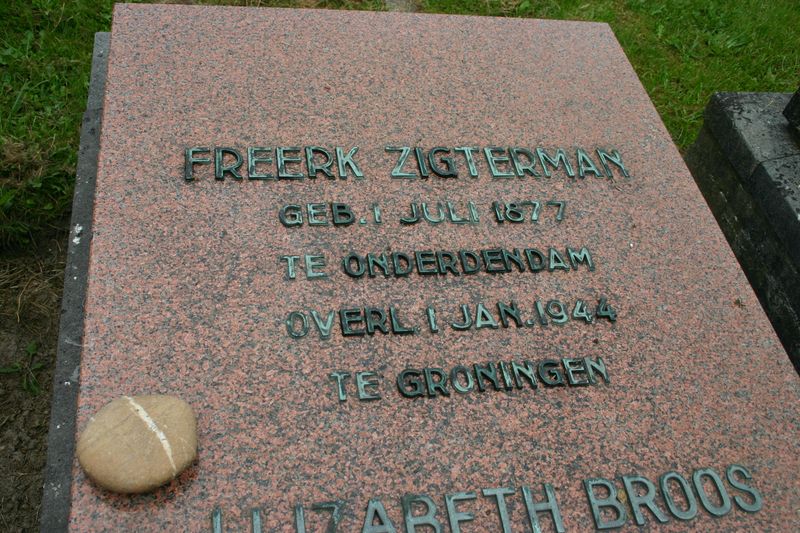 FREERK ZIGTERMAN
GEB. 1 JULI 1877
TE ONDERDENDAM
OVERL 1 JAN. 1944
TE GRONINGEN
BROOS